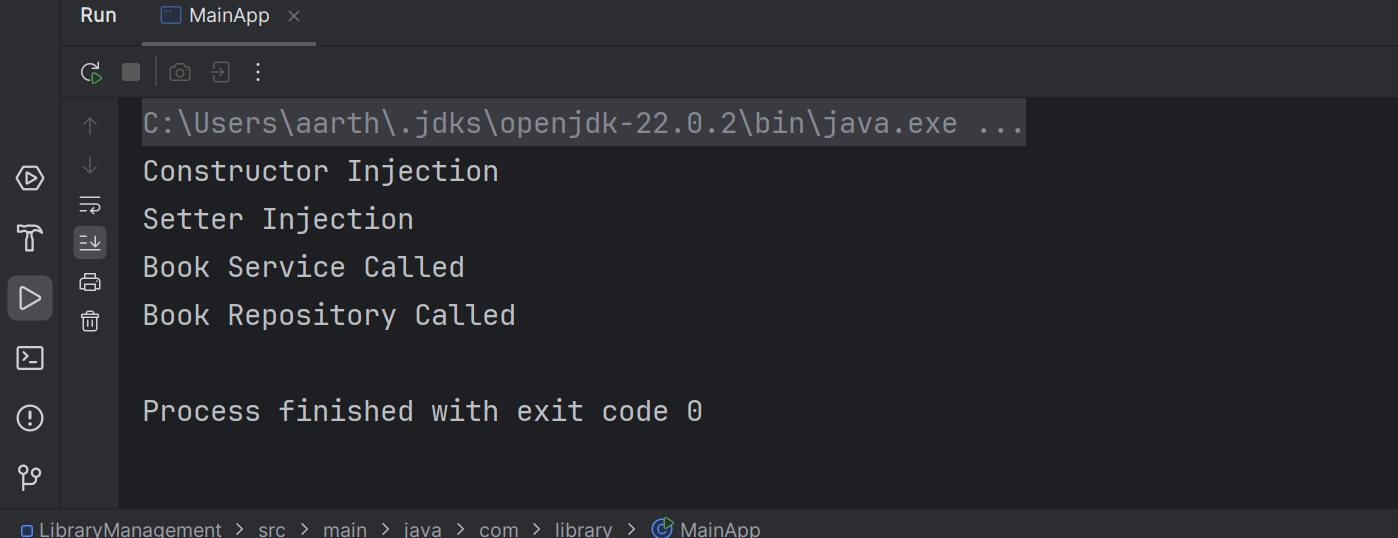 Run MainApp
C:\Users\aarth\.jdks\openjdk-22.0.2\bin\java.exe ...
Constructor Injection
Setter Injection
Book Service Called
Book Repository Called
Process finished with exit code 0
LibraryManagement > src > main > java > com > library > MainApp